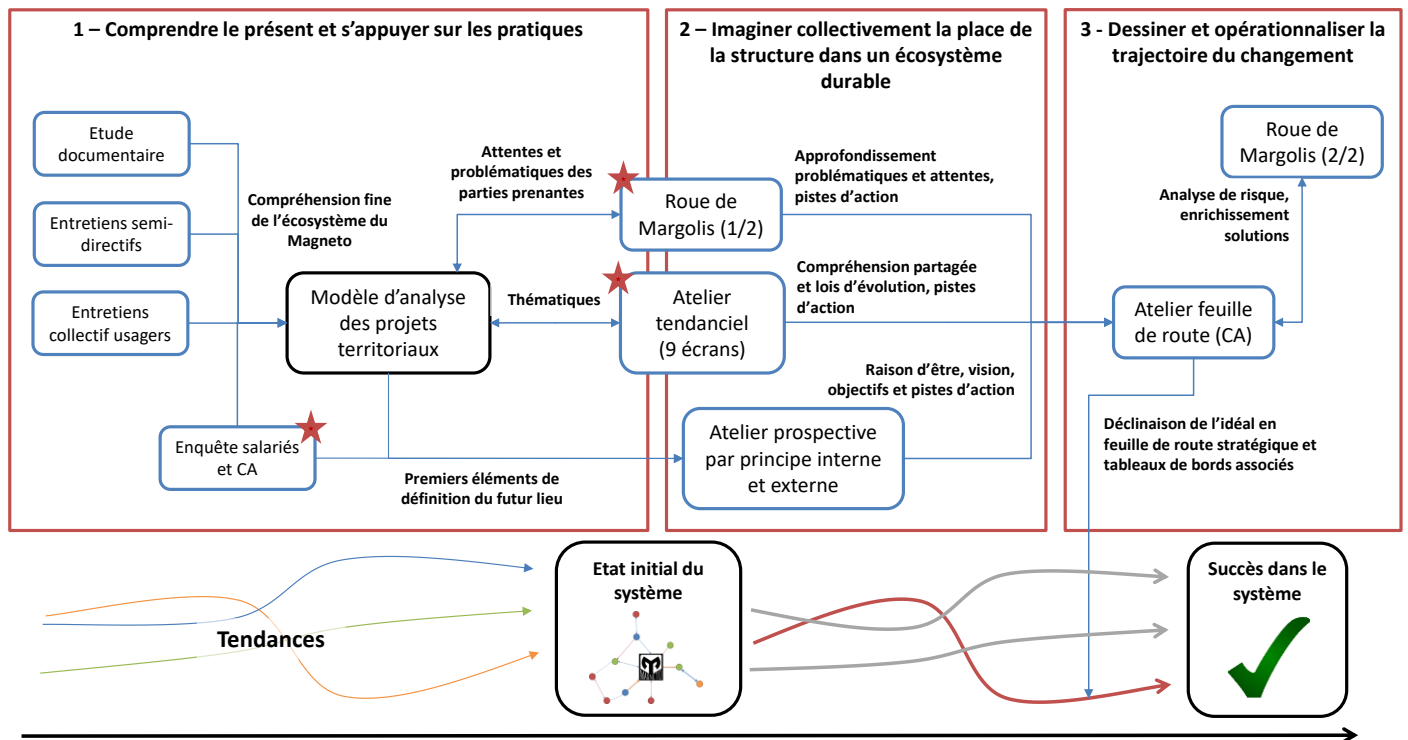 1 – Comprendre le présent et s’appuyer sur les pratiques
2 – Imaginer collectivement la place de
la structure dans un écosystème
durable
3 - Dessiner et opérationnaliser la
trajectoire du changement
Etude
documentaire
Entretiens semi-
directifs
Entretiens
collectif usagers
Enquête salariés
et CA
Compréhension fine
de l’écosystème du
Magneto
Modèle d’analyse
des projets
territoriaux
Attentes et
problématiques des
parties prenantes
Thématiques
Premiers éléments de
définition du futur lieu
Roue de
Margolis (1/2)
Atelier
tendanciel
(9 écrans)
Atelier prospective
par principe interne
et externe
Approfondissement
problématiques et attentes,
pistes d’action
Compréhension partagée
et lois d’évolution, pistes
d’action
Raison d’être, vision,
objectifs et pistes d’action
Roue de
Margolis (2/2)
Analyse de risque,
enrichissement
solutions
Atelier feuille
de route (CA)
Déclinaison de l’idéal en
feuille de route stratégique et
tableaux de bords associés
Tendances
Etat initial du
système
Succès dans le
système